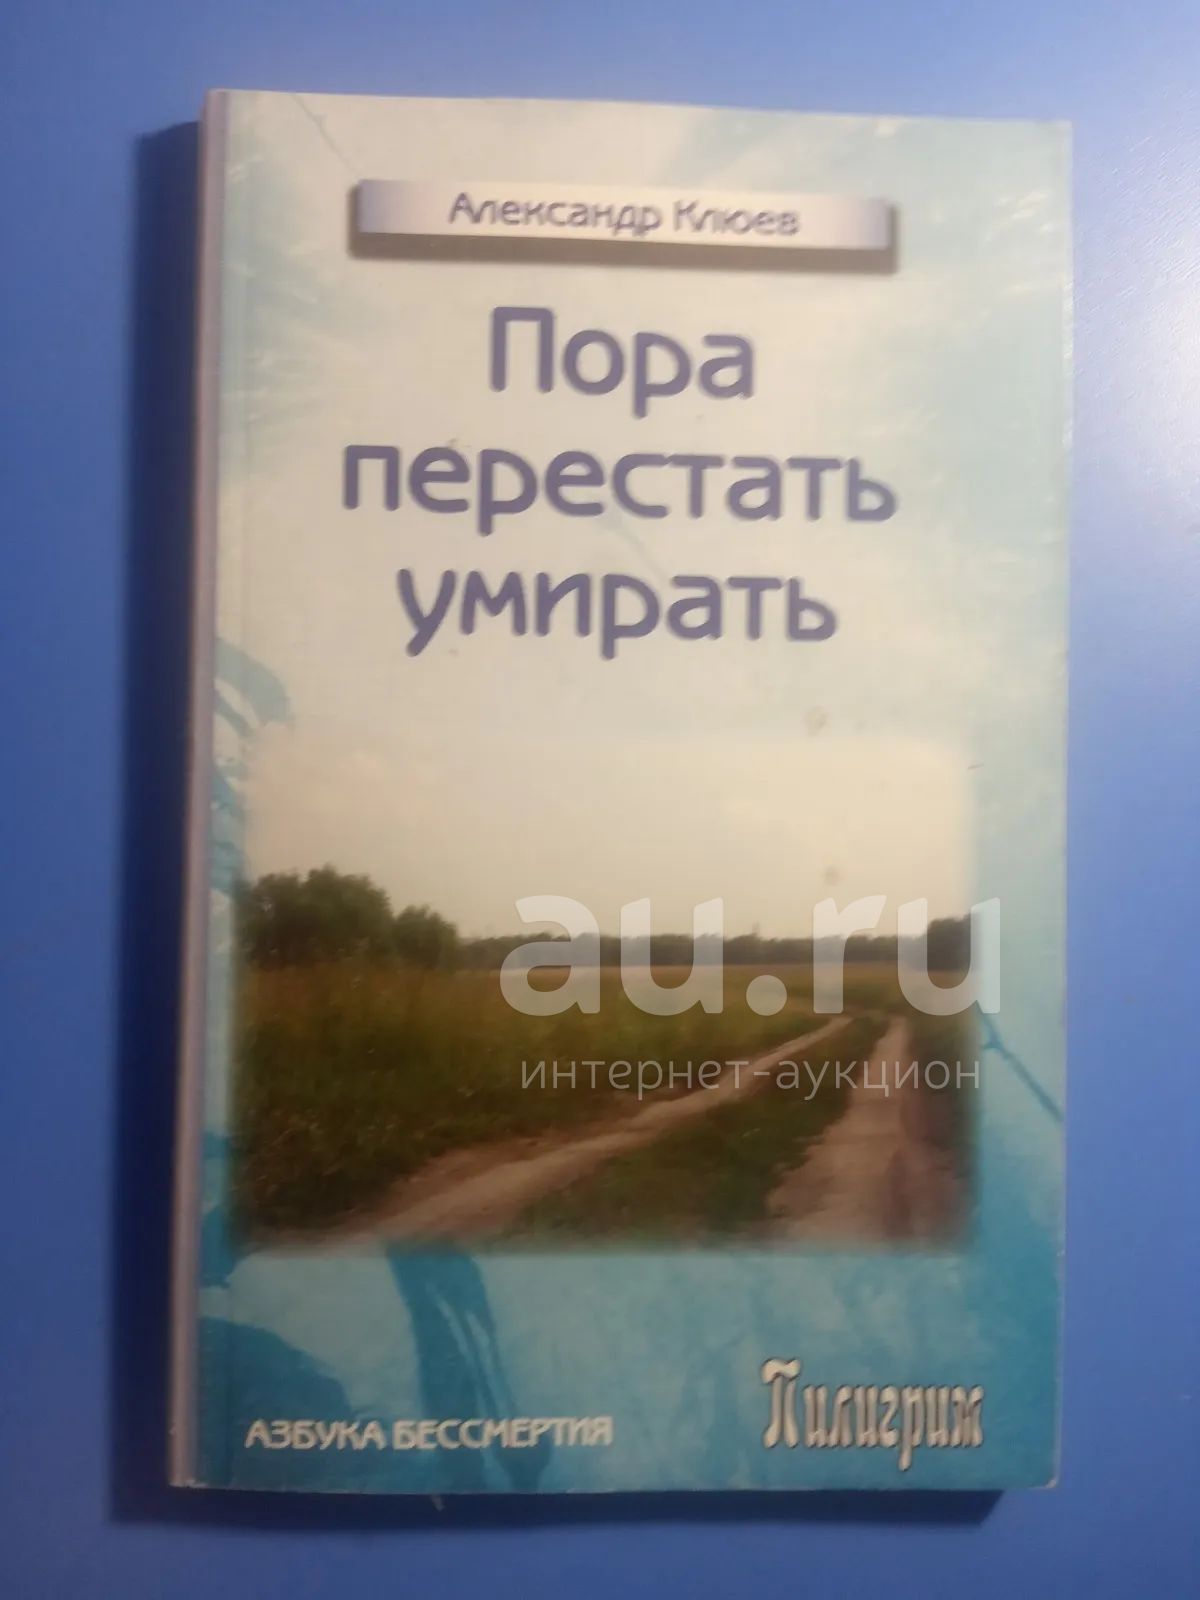 Александр Клюев
Пора
перестать
умирать
au.ru
интернет-аукцион
АЗБУКА БЕССМЕРТИЯ
Пилигрим